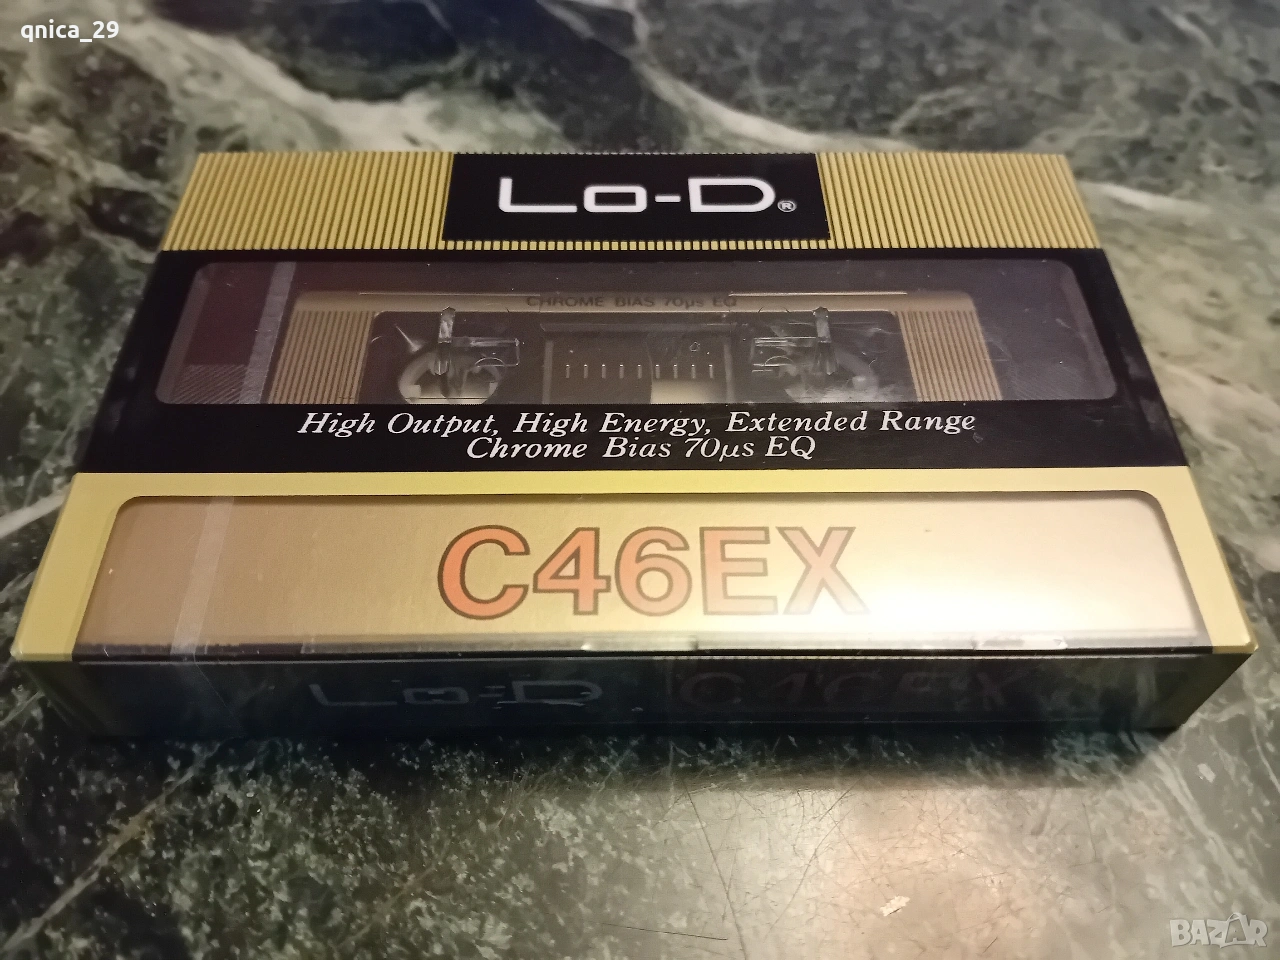 qnica_29
Lo-D®
CHROME BIAS 70µs EQ
High Output, High Energy, Extended Range
Chrome Bias 70µs EQ
C46EX
Lo-D C46EX
BAZAR